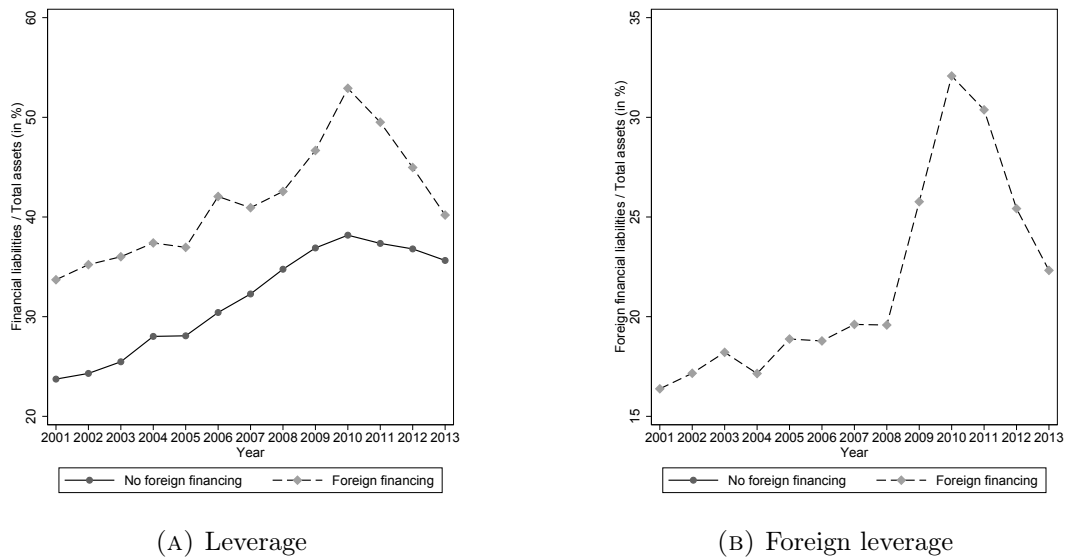 Financial liabilities / Total assets (in %)
60
50
40
30
20
2001 2002 2003 2004 2005 2006 2007 2008 2009 2010 2011 2012 2013
Year
No foreign financing Foreign financing
(A) Leverage
Foreign financial liabilities / Total assets (in %)
35
30
25
20
15
2001 2002 2003 2004 2005 2006 2007 2008 2009 2010 2011 2012 2013
Year
No foreign financing Foreign financing
(B) Foreign leverage